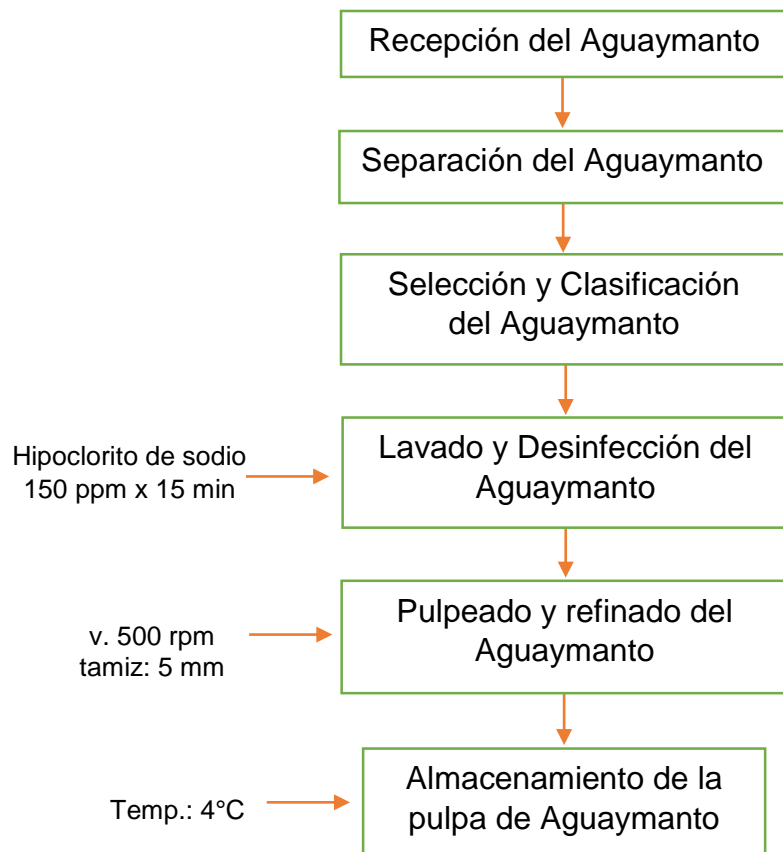 Recepción del Aguaymanto
Separación del Aguaymanto
Selección y Clasificación
del Aguaymanto
Hipoclorito de sodio
150 ppm x 15 min
Lavado y Desinfección del
Aguaymanto
v. 500 rpm
tamiz: 5 mm
Pulpeado y refinado del
Aguaymanto
Temp.: 4°C
Almacenamiento de la
pulpa de Aguaymanto